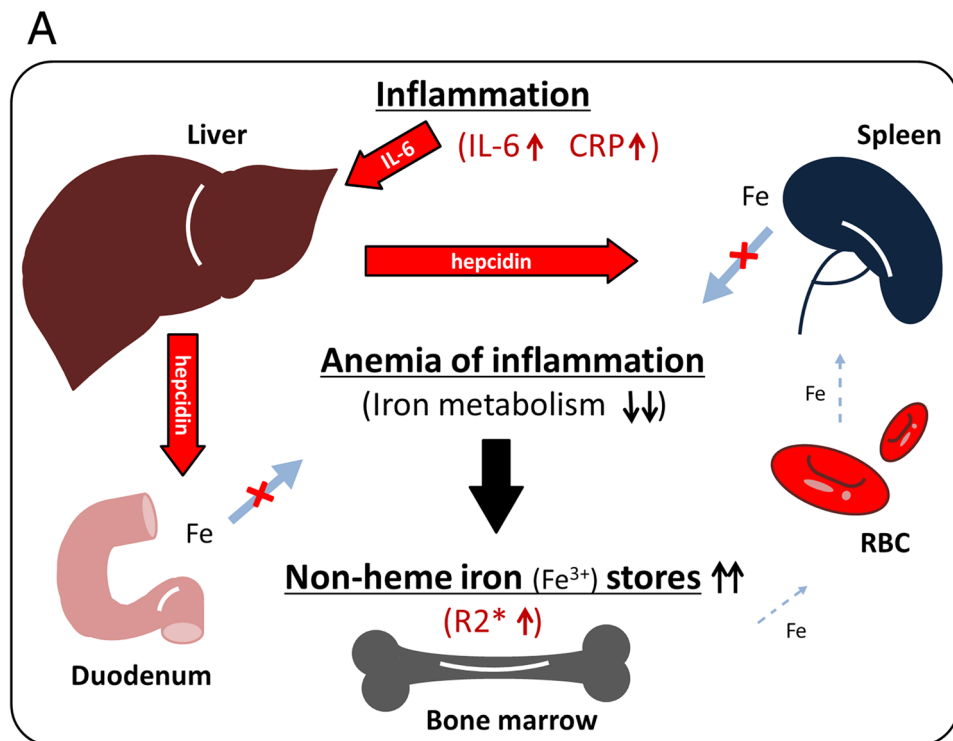 A
Inflammation
(IL-6 ↑ CRP ↑)
Liver
IL-6
Spleen
Fe
hepcidin
hepcidin
Anemia of inflammation
(Iron metabolism ↓↓)
Fe
Fe
RBC
Non-heme iron (Fe³⁺) stores ↑↑
(R2* ↑)
Fe
Duodenum
Bone marrow